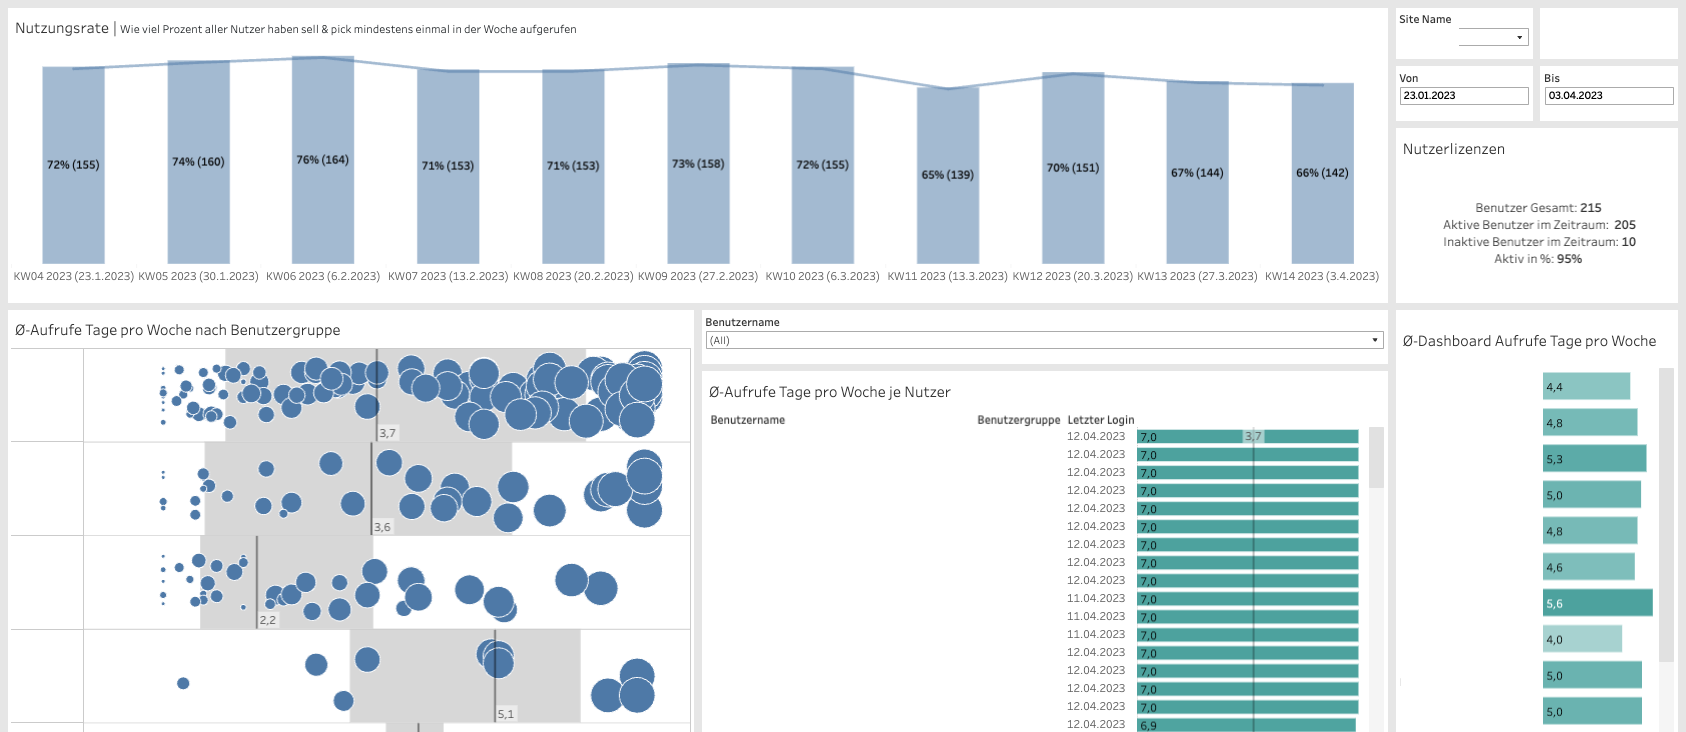 Nutzungsrate | Wie viel Prozent aller Nutzer haben sell & pick mindestens einmal in der Woche aufgerufen
72% (155)
74% (160)
76% (164)
71% (153)
71% (153)
73% (158)
72% (155)
65% (139)
70% (151)
67% (144)
66% (142)
KW04 2023 (23.1.2023)
KW05 2023 (30.1.2023)
KW06 2023 (6.2.2023)
KW07 2023 (13.2.2023)
KW08 2023 (20.2.2023)
KW09 2023 (27.2.2023)
KW10 2023 (6.3.2023)
KW11 2023 (13.3.2023)
KW12 2023 (20.3.2023)
KW13 2023 (27.3.2023)
KW14 2023 (3.4.2023)
Site Name
Von
23.01.2023
Bis
03.04.2023
Nutzerlizenzen
Benutzer Gesamt: 215
Aktive Benutzer im Zeitraum: 205
Inaktive Benutzer im Zeitraum: 10
Aktiv in %: 95%
Ø-Aufrufe Tage pro Woche nach Benutzergruppe
3,7
3,6
2,2
5,1
Benutzername
(All)
Ø-Aufrufe Tage pro Woche je Nutzer
Benutzername Benutzergruppe Letzter Login
12.04.2023 7,0 3,7
12.04.2023 7,0
12.04.2023 7,0
12.04.2023 7,0
12.04.2023 7,0
12.04.2023 7,0
12.04.2023 7,0
12.04.2023 7,0
12.04.2023 7,0
11.04.2023 7,0
11.04.2023 7,0
11.04.2023 7,0
12.04.2023 7,0
12.04.2023 7,0
12.04.2023 7,0
12.04.2023 7,0
12.04.2023 6,9
Ø-Dashboard Aufrufe Tage pro Woche
4,4
4,8
5,3
5,0
4,8
4,6
5,6
4,0
5,0
5,0